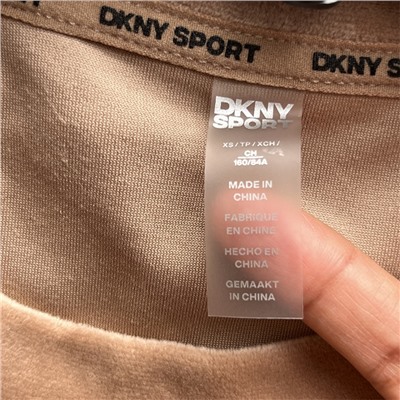 DKNY SPORT
DKNY SPORT
DKNY
SPORT
XS / TP / XCH /
CH
160/84A
MADE IN
CHINA
FABRIQUE
EN CHINE
HECHO EN
CHINA
GEMAAKT
IN CHINA